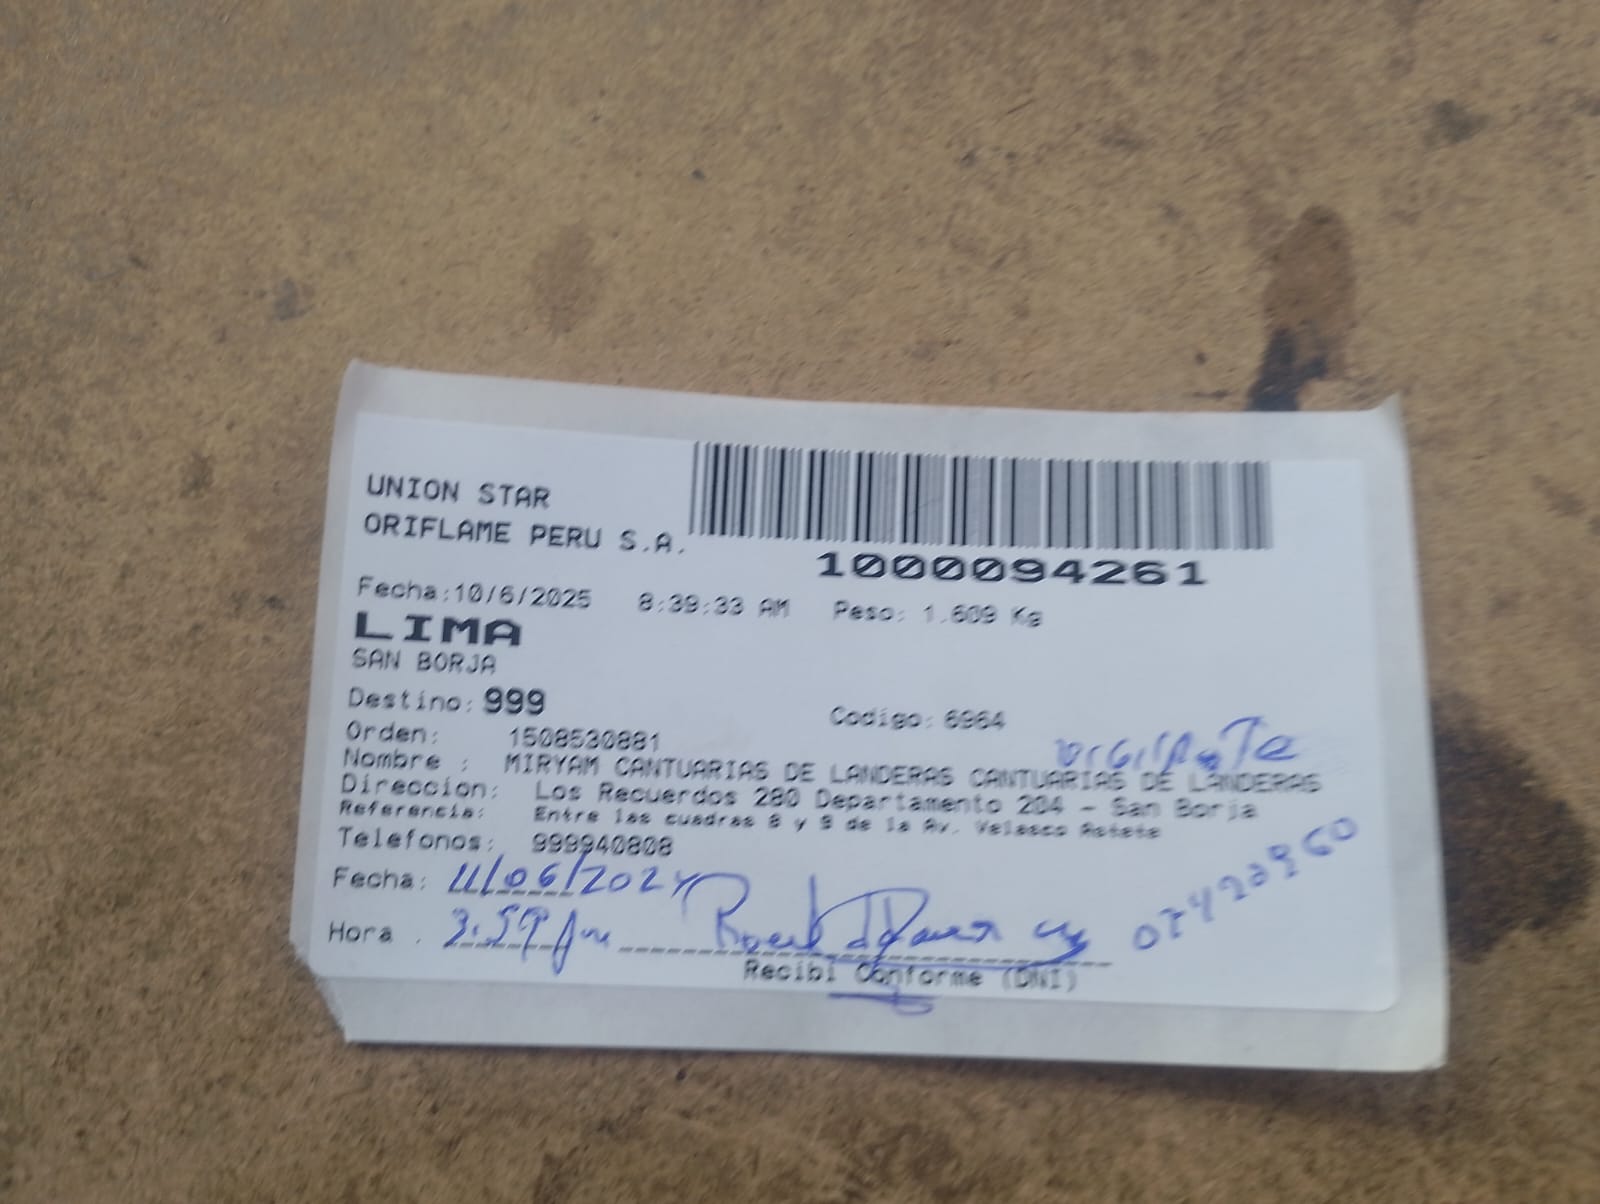 UNION STAR
ORIFLAME PERU S.A.
1000094261
Fecha:10/6/2025 8:39:33 AM Peso: 1.609 Kg
LIMA
SAN BORJA
Destino: 999 Codigo: 6964
Orden: 1508530881
Nombre : MIRYAM CANTUARIAS DE LANDERAS CANTUARIAS DE LANDERAS
Direccion: Los Recuerdos 280 Departamento 204 - San Borja
Referencia: Entre las cuadras 8 y 9 de la Av. Velasco Astete
Telefonos: 999940808
Fecha: 11/06/202
Hora . 3:59 pm
Recibi Conforme (DNI)